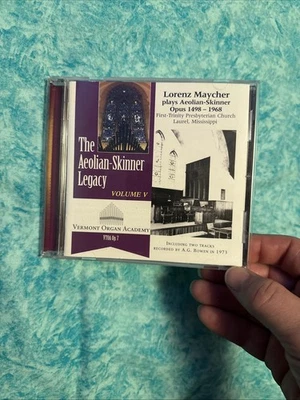 Lorenz Maycher
plays Aeolian-Skinner
Opus 1498 – 1968
First-Trinity Presbyterian Church
Laurel, Mississippi
The
Aeolian-Skinner
Legacy
VOLUME V
VERMONT ORGAN ACADEMY
INCLUDING TWO TRACKS
RECORDED BY A.G. BOWEN IN 1973